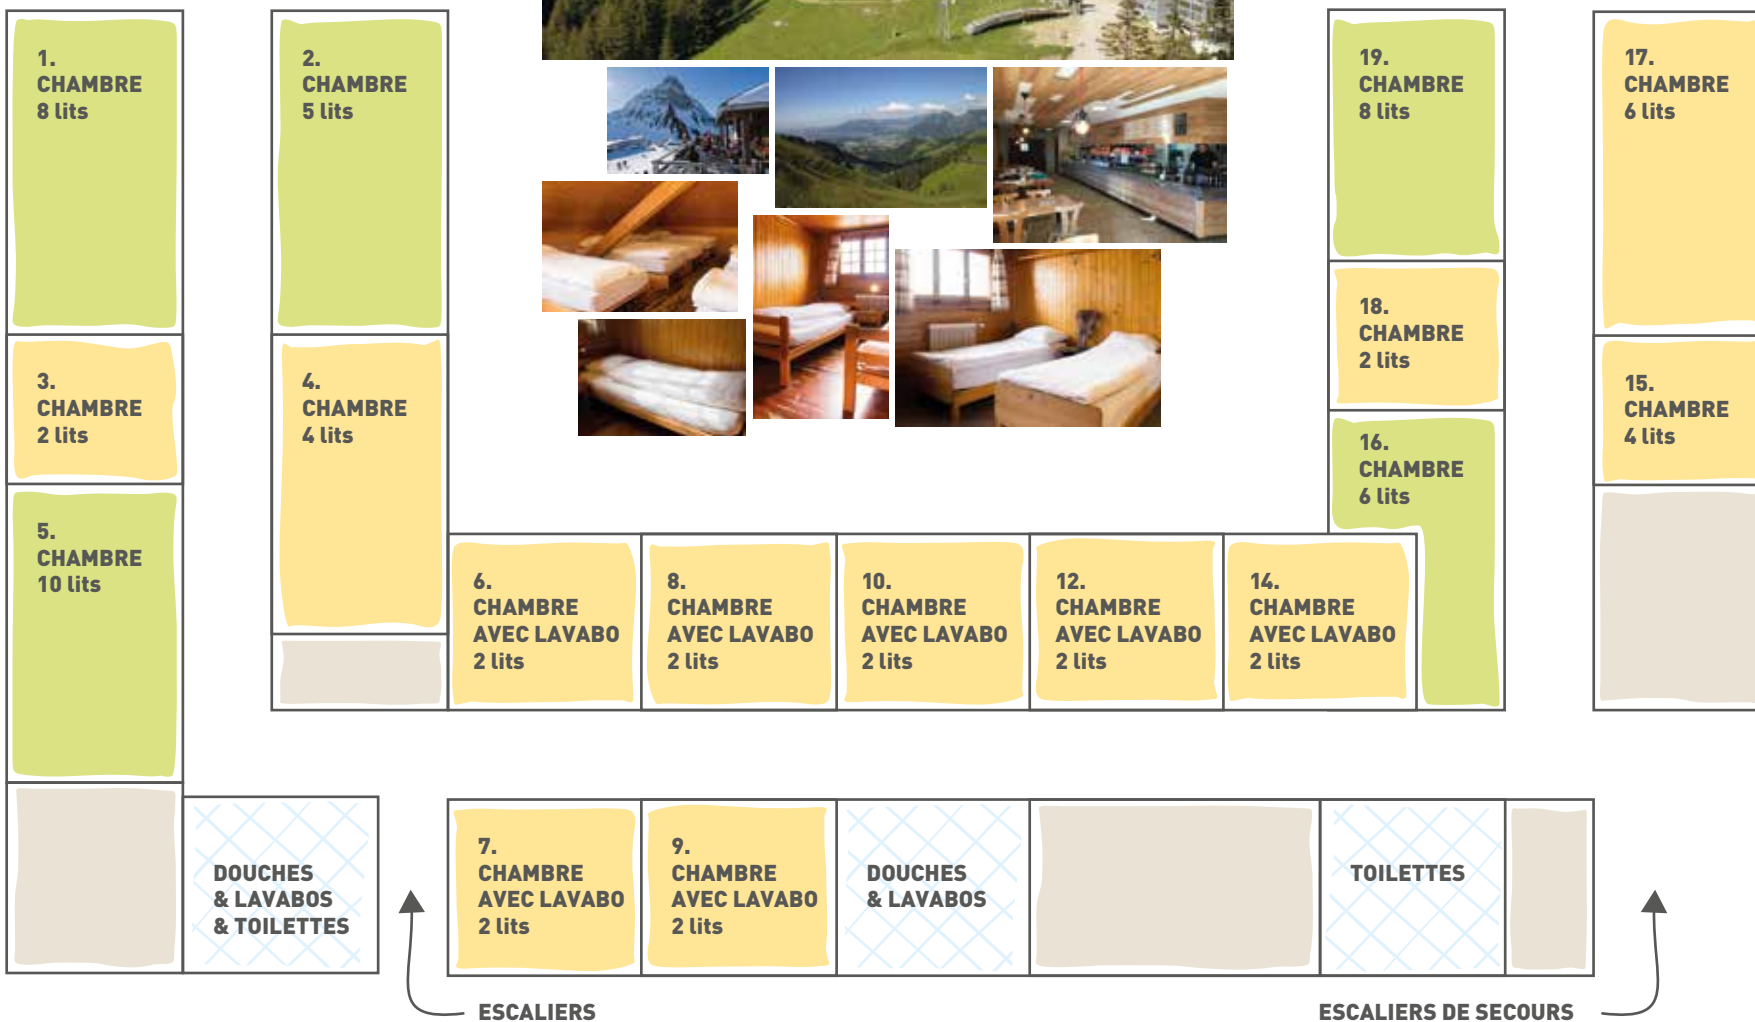 1.
CHAMBRE
8 lits
2.
CHAMBRE
5 lits
19.
CHAMBRE
8 lits
17.
CHAMBRE
6 lits
18.
CHAMBRE
2 lits
3.
CHAMBRE
2 lits
4.
CHAMBRE
4 lits
15.
CHAMBRE
4 lits
16.
CHAMBRE
6 lits
5.
CHAMBRE
10 lits
6.
CHAMBRE
AVEC LAVABO
2 lits
8.
CHAMBRE
AVEC LAVABO
2 lits
10.
CHAMBRE
AVEC LAVABO
2 lits
12.
CHAMBRE
AVEC LAVABO
2 lits
14.
CHAMBRE
AVEC LAVABO
2 lits
DOUCHES
& LAVABOS
& TOILETTES
7.
CHAMBRE
AVEC LAVABO
2 lits
9.
CHAMBRE
AVEC LAVABO
2 lits
DOUCHES
& LAVABOS
TOILETTES
ESCALIERS
ESCALIERS DE SECOURS